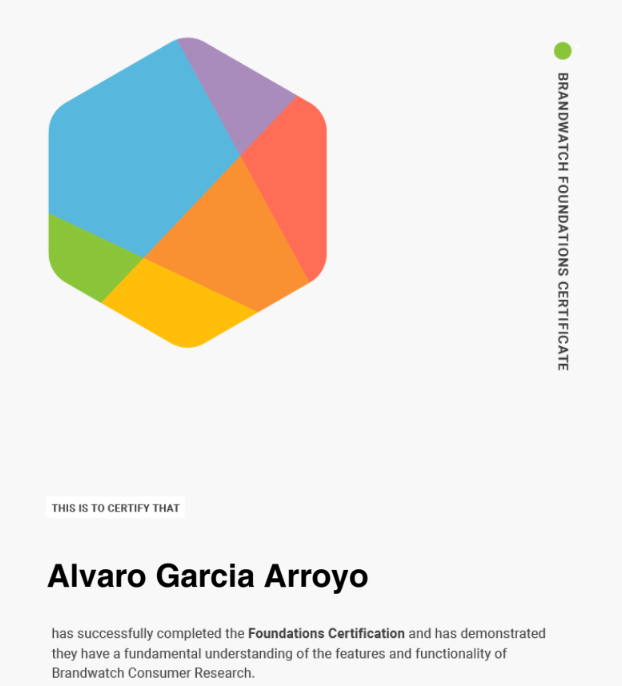 BRANDWATCH FOUNDATIONS CERTIFICATE
THIS IS TO CERTIFY THAT
Alvaro Garcia Arroyo
has successfully completed the Foundations Certification and has demonstrated
they have a fundamental understanding of the features and functionality of
Brandwatch Consumer Research.